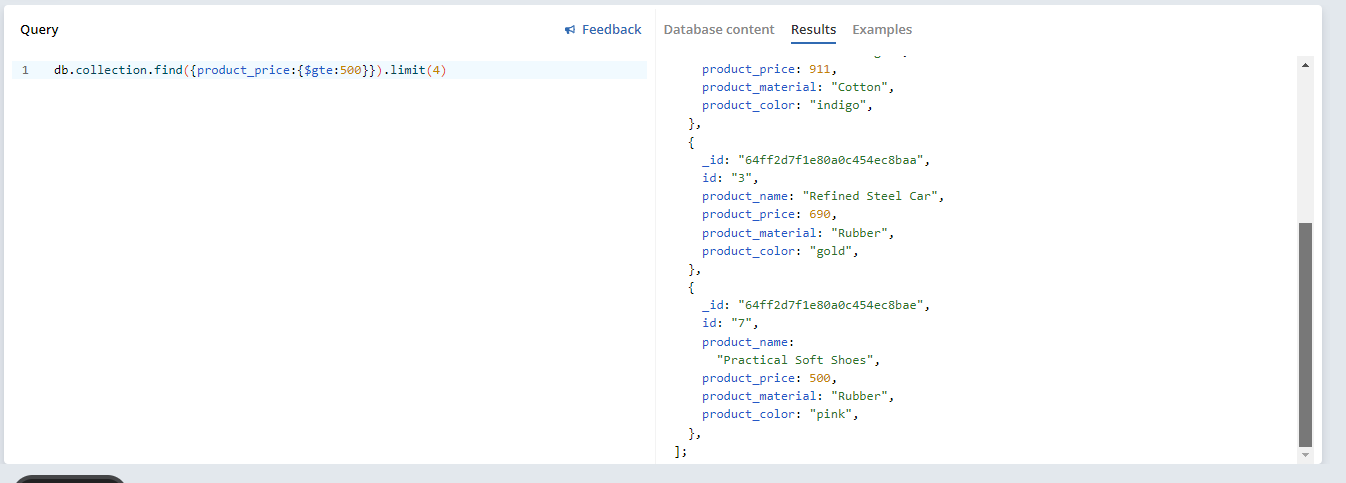 Query
Feedback
Database content Results Examples
1 db.collection.find({product_price:{$gte:500}}).limit(4)
product_price: 911,
product_material: "Cotton",
product_color: "indigo",
},
{
_id: "64ff2d7f1e80a0c454ec8baa",
id: "3",
product_name: "Refined Steel Car",
product_price: 690,
product_material: "Rubber",
product_color: "gold",
},
{
_id: "64ff2d7f1e80a0c454ec8bae",
id: "7",
product_name:
"Practical Soft Shoes",
product_price: 500,
product_material: "Rubber",
product_color: "pink",
},
];